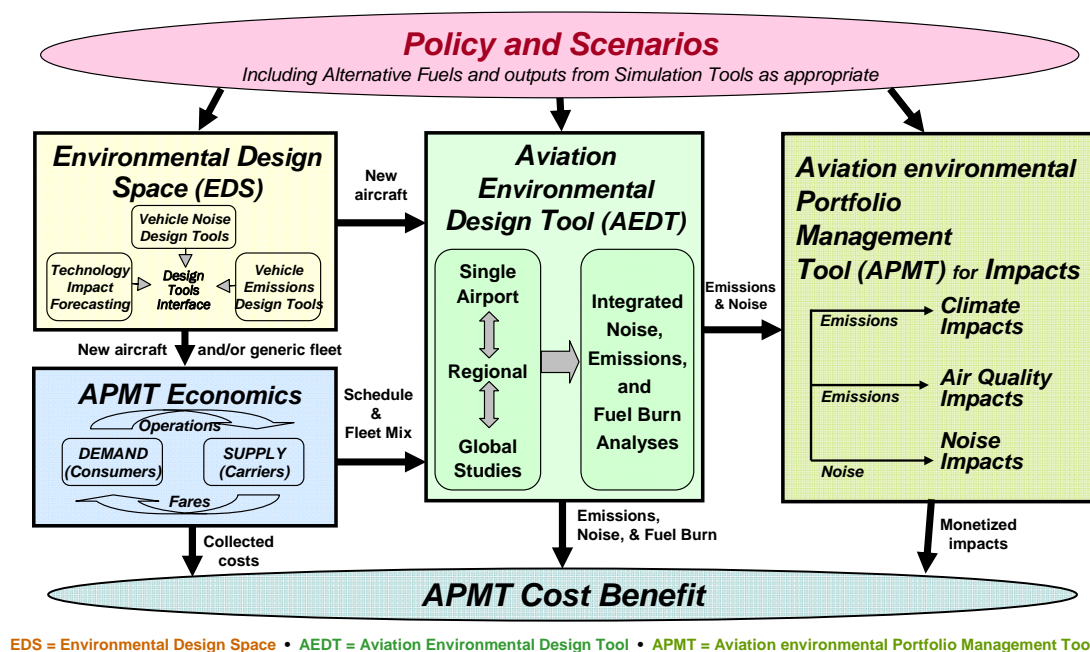 Policy and Scenarios
Including Alternative Fuels and outputs from Simulation Tools as appropriate
Environmental Design
Space (EDS)
Vehicle Noise
Design Tools
Technology
Impact
Forecasting
Design
Tools
Interface
Vehicle
Emissions
Design Tools
New
aircraft
Aviation
Environmental
Design Tool (AEDT)
Single
Airport
Regional
Global
Studies
Integrated
Noise,
Emissions,
and
Fuel Burn
Analyses
Emissions
& Noise
Aviation environmental
Portfolio
Management
Tool (APMT) for Impacts
Emissions
Climate
Impacts
Emissions
Air Quality
Impacts
Noise
Noise
Impacts
New aircraft
and/or generic fleet
APMT Economics
Operations
DEMAND
(Consumers)
SUPPLY
(Carriers)
Fares
Schedule
&
Fleet Mix
Collected
costs
Emissions,
Noise, & Fuel Burn
Monetized
impacts
APMT Cost Benefit
EDS = Environmental Design Space • AEDT = Aviation Environmental Design Tool • APMT = Aviation environmental Portfolio Management Too